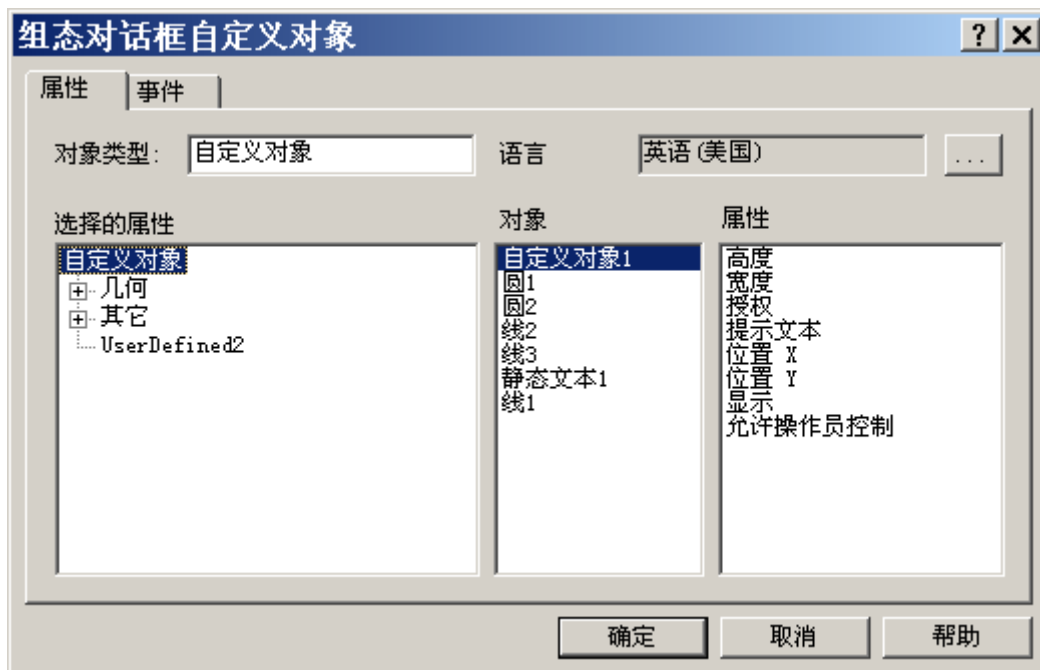 组态对话框自定义对象
属性 事件
对象类型: 自定义对象 语言 英语(美国) ...
选择的属性 对象 属性
自定义对象
几何
其它
UserDefined2
自定义对象1
圆1
圆2
线2
线3
静态文本1
线1
高度
宽度
授权
提示文本
位置 X
位置 Y
显示
允许操作员控制
确定 取消 帮助